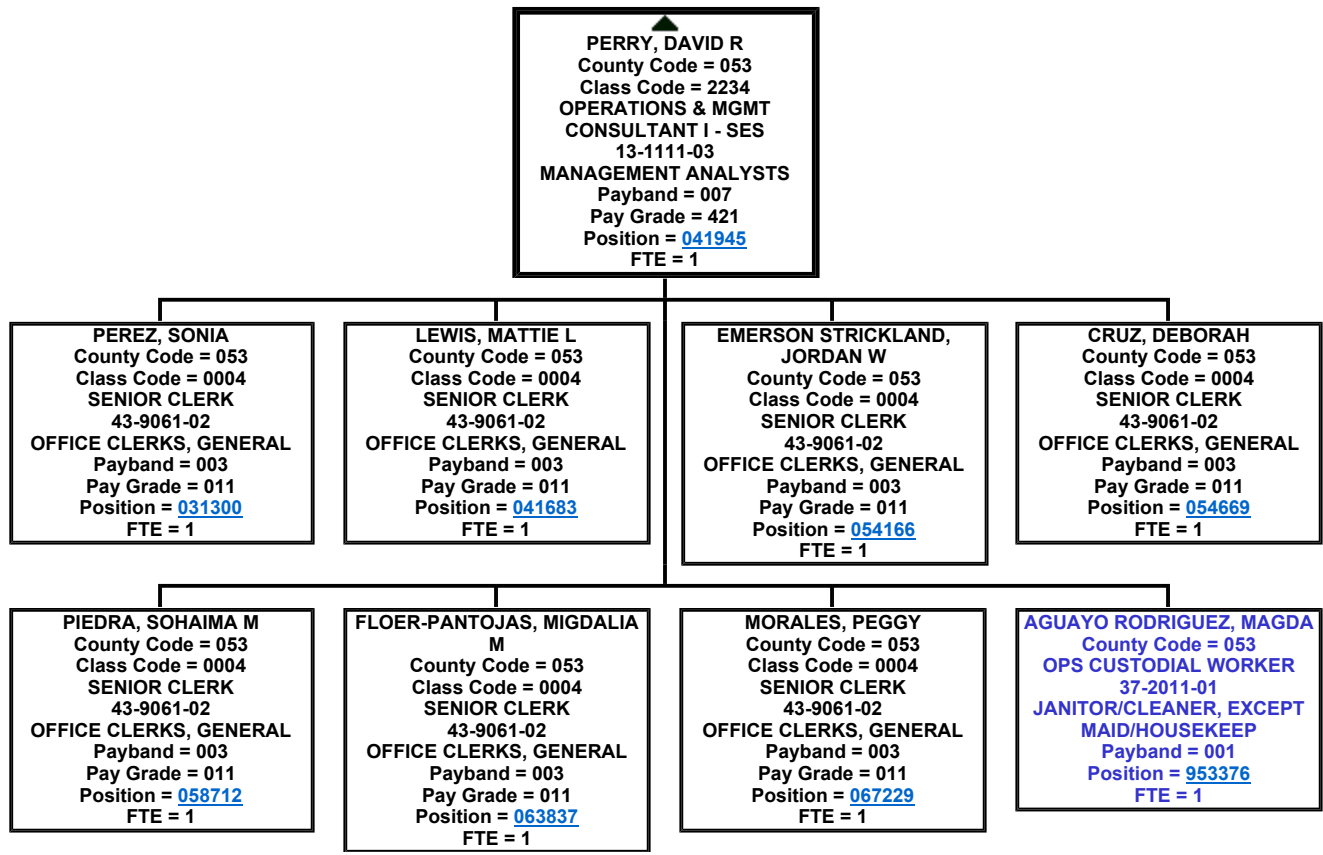 PERRY, DAVID R
County Code = 053
Class Code = 2234
OPERATIONS & MGMT
CONSULTANT I - SES
13-1111-03
MANAGEMENT ANALYSTS
Payband = 007
Pay Grade = 421
Position = 041945
FTE = 1
PEREZ, SONIA
County Code = 053
Class Code = 0004
SENIOR CLERK
43-9061-02
OFFICE CLERKS, GENERAL
Payband = 003
Pay Grade = 011
Position = 031300
FTE = 1
LEWIS, MATTIE L
County Code = 053
Class Code = 0004
SENIOR CLERK
43-9061-02
OFFICE CLERKS, GENERAL
Payband = 003
Pay Grade = 011
Position = 041683
FTE = 1
EMERSON STRICKLAND,
JORDAN W
County Code = 053
Class Code = 0004
SENIOR CLERK
43-9061-02
OFFICE CLERKS, GENERAL
Payband = 003
Pay Grade = 011
Position = 054166
FTE = 1
CRUZ, DEBORAH
County Code = 053
Class Code = 0004
SENIOR CLERK
43-9061-02
OFFICE CLERKS, GENERAL
Payband = 003
Pay Grade = 011
Position = 054669
FTE = 1
PIEDRA, SOHAIMA M
County Code = 053
Class Code = 0004
SENIOR CLERK
43-9061-02
OFFICE CLERKS, GENERAL
Payband = 003
Pay Grade = 011
Position = 058712
FTE = 1
FLOER-PANTOJAS, MIGDALIA
M
County Code = 053
Class Code = 0004
SENIOR CLERK
43-9061-02
OFFICE CLERKS, GENERAL
Payband = 003
Pay Grade = 011
Position = 063837
FTE = 1
MORALES, PEGGY
County Code = 053
Class Code = 0004
SENIOR CLERK
43-9061-02
OFFICE CLERKS, GENERAL
Payband = 003
Pay Grade = 011
Position = 067229
FTE = 1
AGUAYO RODRIGUEZ, MAGDA
County Code = 053
OPS CUSTODIAL WORKER
37-2011-01
JANITOR/CLEANER, EXCEPT
MAID/HOUSEKEEP
Payband = 001
Position = 953376
FTE = 1